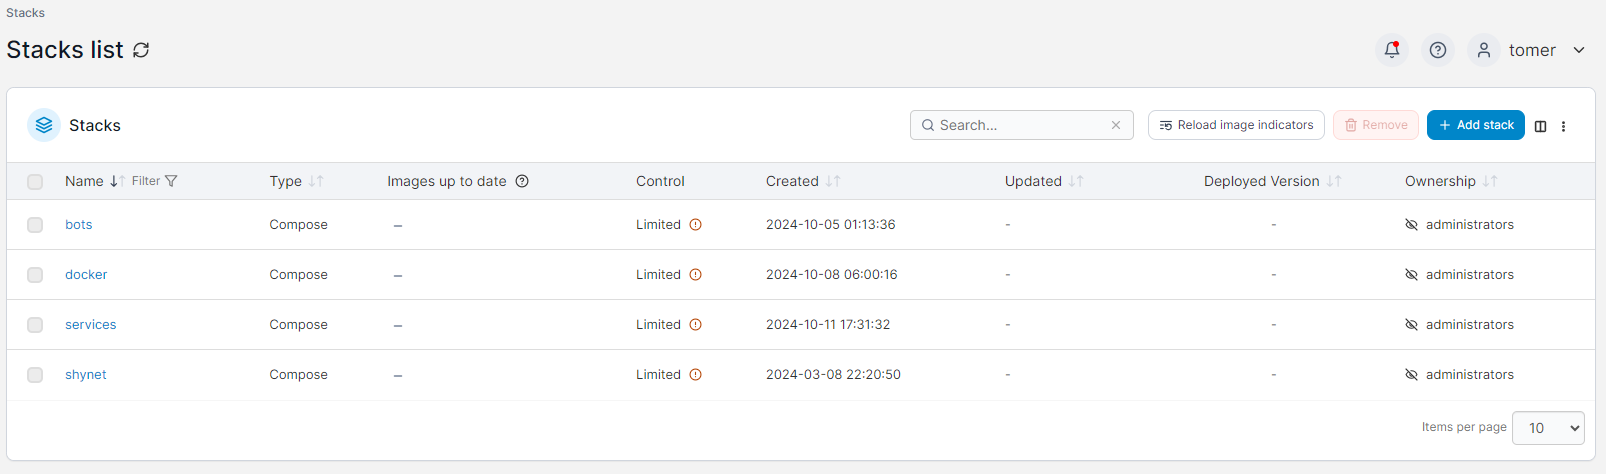 Stacks
Stacks list
tomer
Stacks
Search...
Reload image indicators
Remove
Add stack
Name Filter Type Images up to date Control Created Updated Deployed Version Ownership
bots Compose – Limited 2024-10-05 01:13:36 - - administrators
docker Compose – Limited 2024-10-08 06:00:16 - - administrators
services Compose – Limited 2024-10-11 17:31:32 - - administrators
shynet Compose – Limited 2024-03-08 22:20:50 - - administrators
Items per page 10